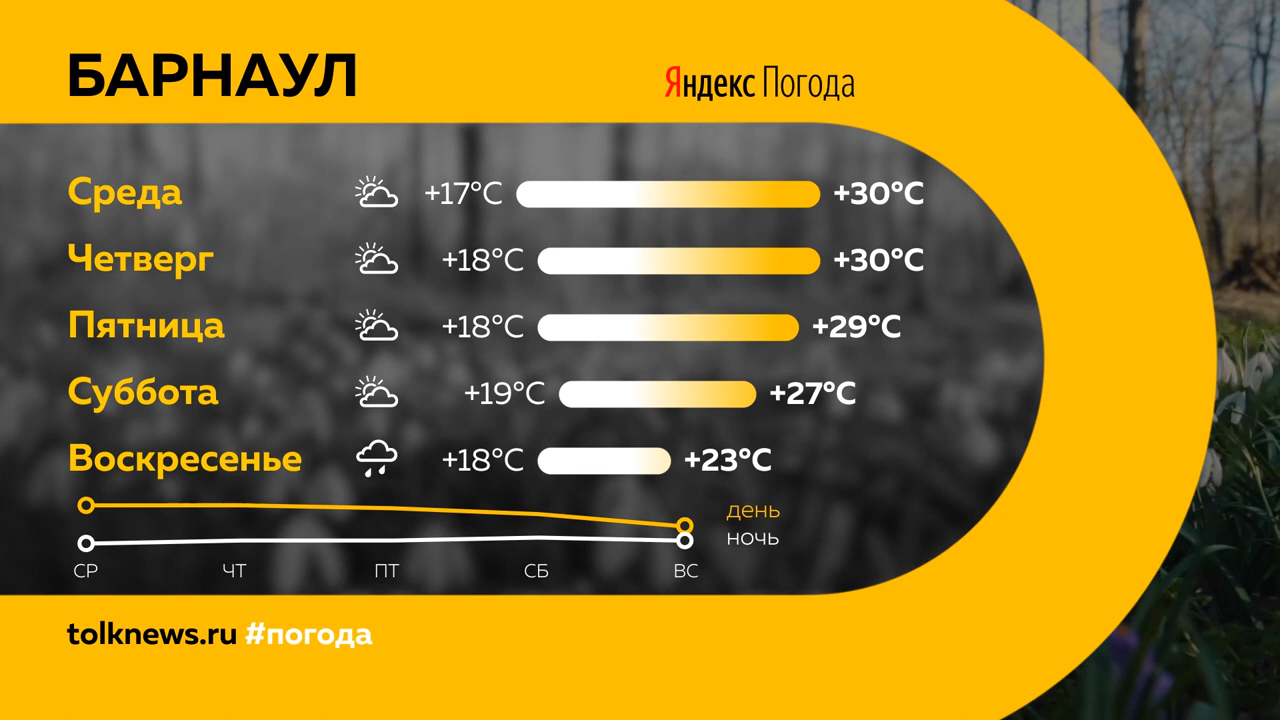 БАРНАУЛ
Яндекс Погода
Среда +17°C +30°C
Четверг +18°C +30°C
Пятница +18°C +29°C
Суббота +19°C +27°C
Воскресенье +18°C +23°C
день
ночь
СР ЧТ ПТ СБ ВС
tolknews.ru #погода